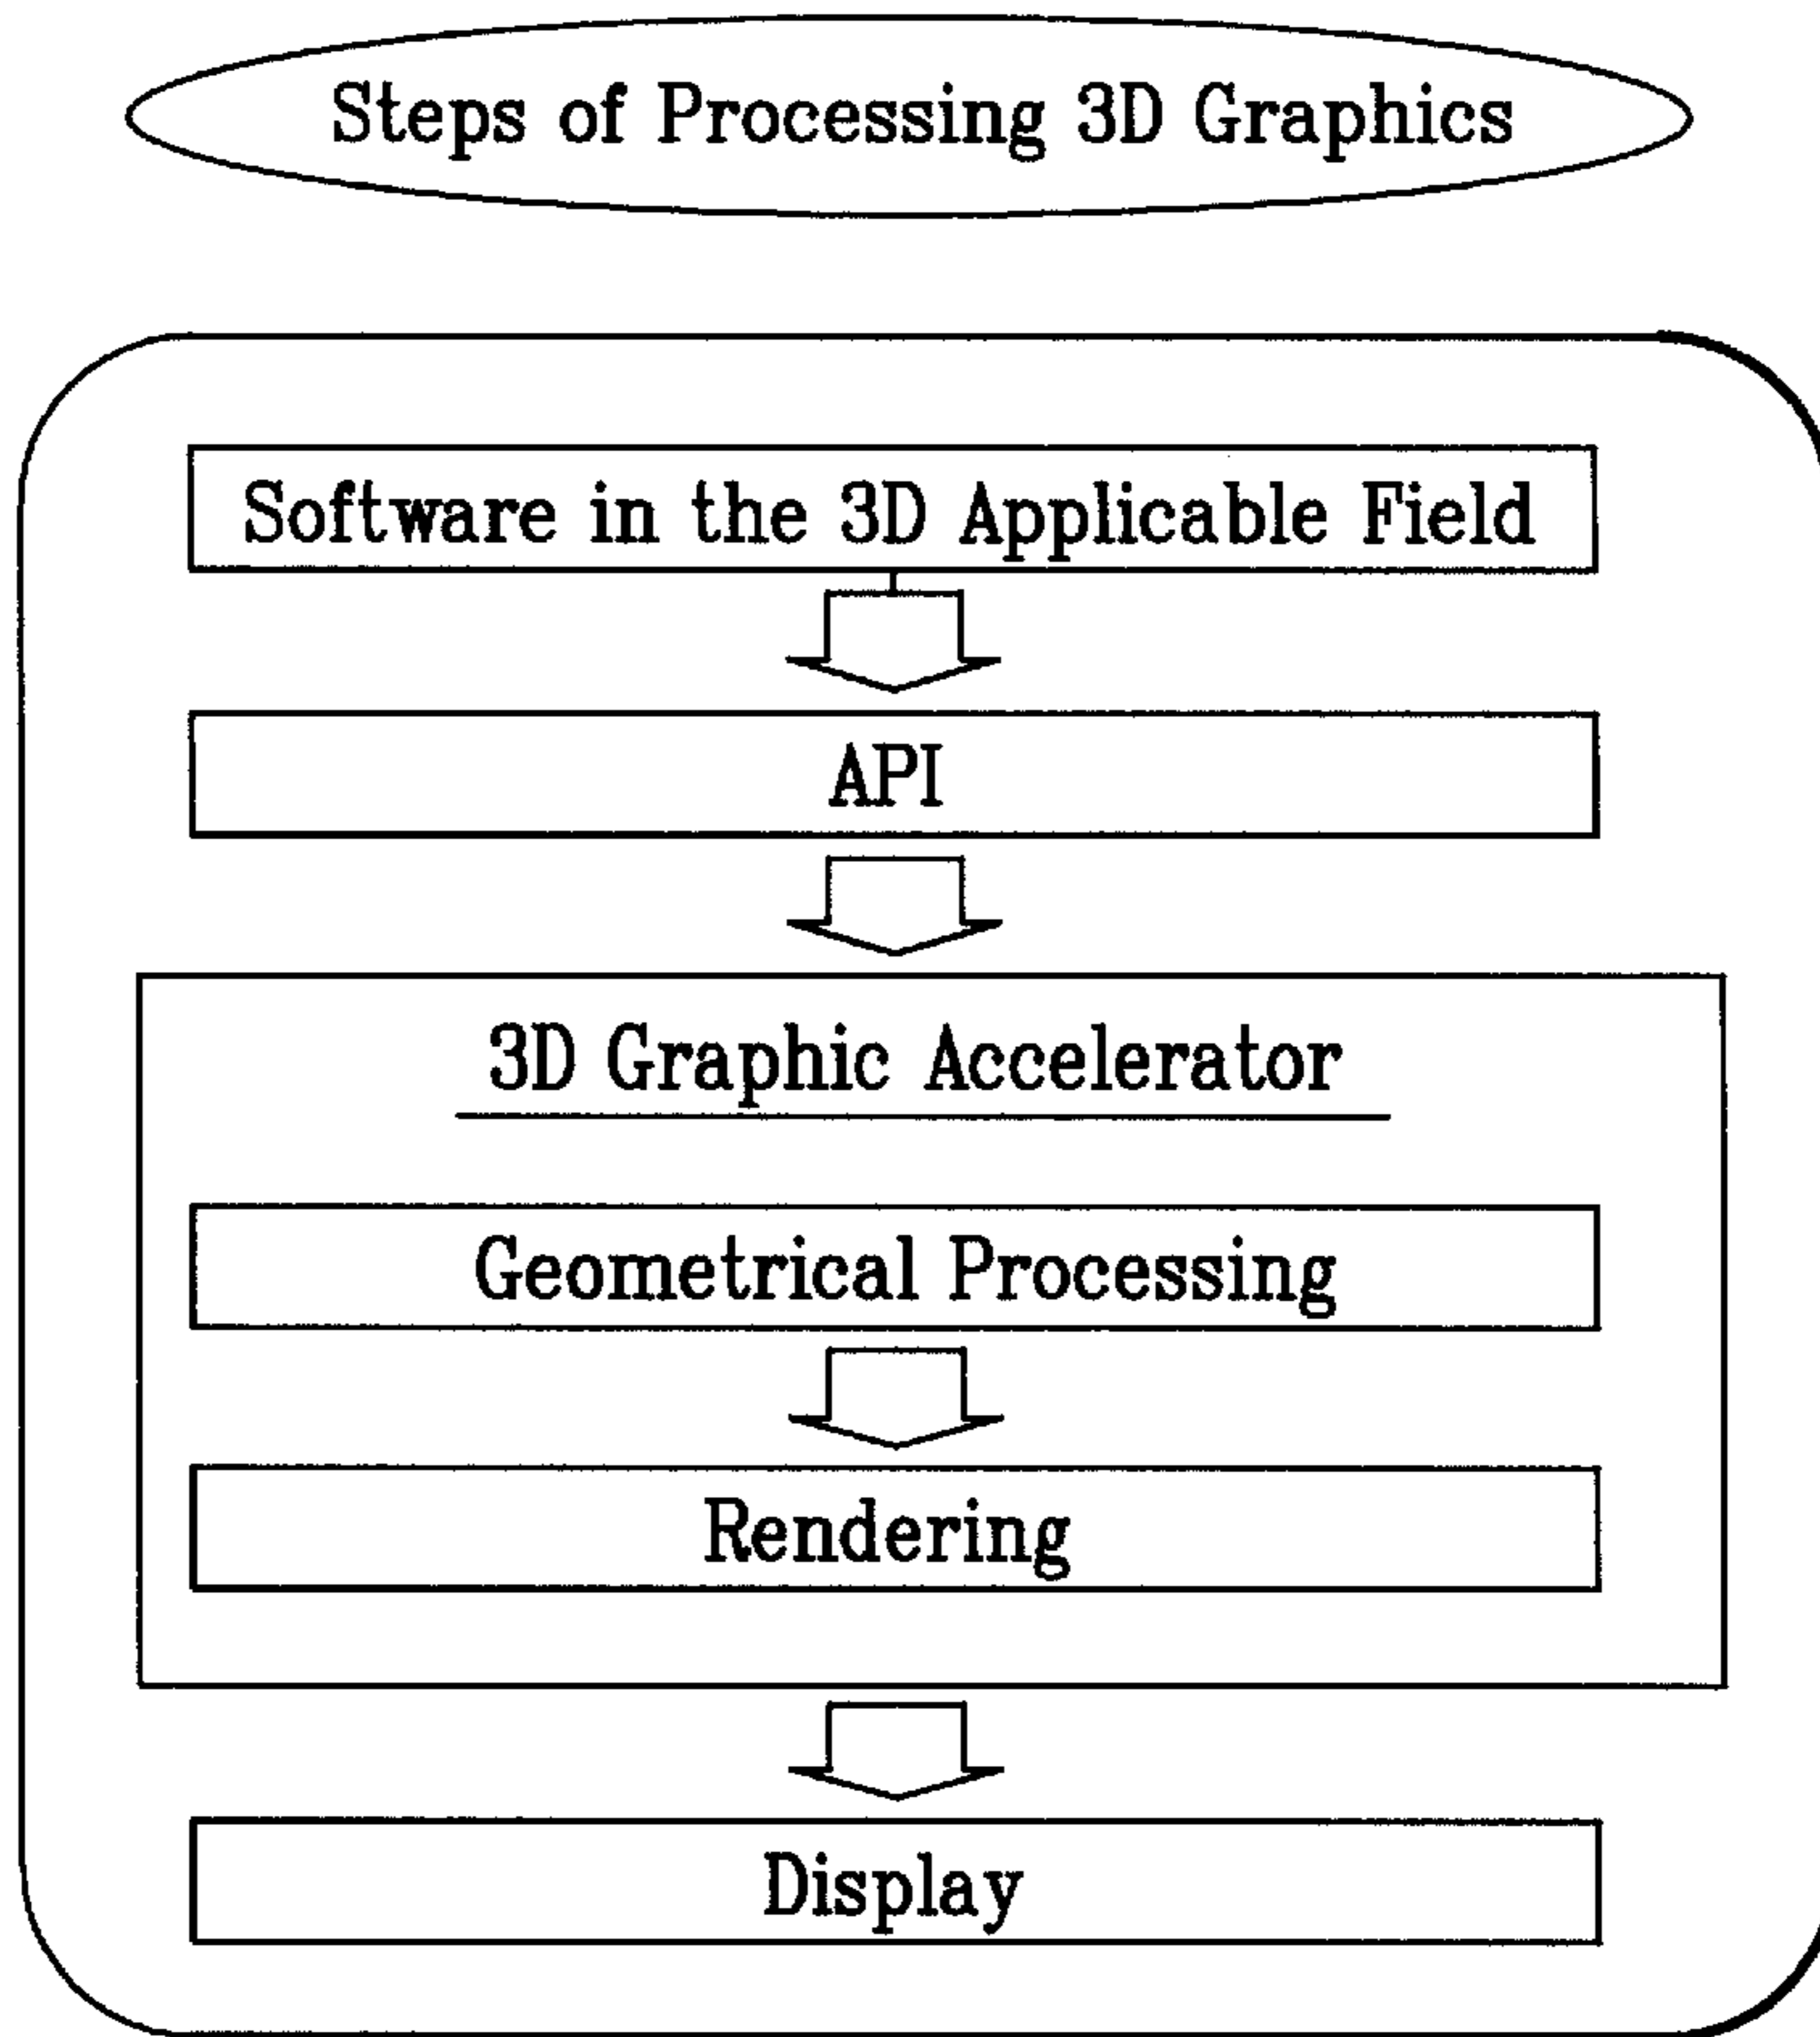 Steps of Processing 3D Graphics
Software in the 3D Applicable Field
API
3D Graphic Accelerator
Geometrical Processing
Rendering
Display